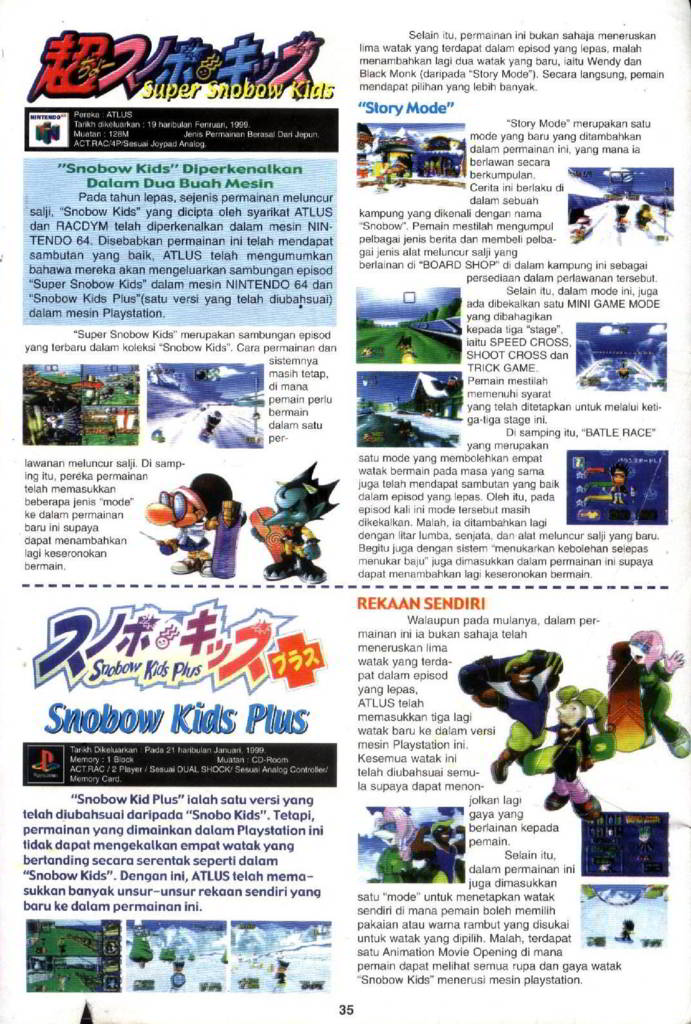 超スノボキッズ
Super Snobow Kids
NINTENDO 64
Pereka : ATLUS
Tarikh dikeluarkan : 19 haribulan Fenruari, 1999.
Muatan : 128M Jenis Permainan Berasal Dari Jepun.
ACT.RAC/4P/Sesuai Joypad Analog.
"Snobow Kids" Diperkenalkan
Dalam Dua Buah Mesin
Pada tahun lepas, sejenis permainan meluncur
salji, "Snobow Kids" yang dicipta oleh syarikat ATLUS
dan RACDYM telah diperkenalkan dalam mesin NIN-
TENDO 64. Disebabkan permainan ini telah mendapat
sambutan yang baik, ATLUS telah mengumumkan
bahawa mereka akan mengeluarkan sambungan episod
"Super Snobow Kids" dalam mesin NINTENDO 64 dan
"Snobow Kids Plus"(satu versi yang telah diubahsuai)
dalam mesin Playstation.
"Super Snobow Kids" merupakan sambungan episod
yang terbaru dalam koleksi "Snobow Kids". Cara permainan dan
sistemnya
masih tetap,
di mana
pemain perlu
bermain
dalam satu
per-
lawanan meluncur salji. Di samp-
ing itu, pereka permainan
telah memasukkan
beberapa jenis "mode"
ke dalam permainan
baru ini supaya
dapat menambahkan
lagi keseronokan
bermain.
Selain itu, permainan ini bukan sahaja meneruskan
lima watak yang terdapat dalam episod yang lepas, malah
menambahkan lagi dua watak yang baru, iaitu Wendy dan
Black Monk (daripada "Story Mode"). Secara langsung, pemain
mendapat pilihan yang lebih banyak.
"Story Mode"
"Story Mode" merupakan satu
mode yang baru yang ditambahkan
dalam permainan ini, yang mana ia
berlawan secara
berkumpulan.
Cerita ini berlaku di
dalam sebuah
kampung yang dikenali dengan nama
"Snobow". Pemain mestilah mengumpul
pelbagai jenis berita dan membeli pelba-
gai jenis alat meluncur salji yang
berlainan di "BOARD SHOP" di dalam kampung ini sebagai
persediaan dalam perlawanan tersebut.
Selain itu, dalam mode ini, juga
ada dibekalkan satu MINI GAME MODE
yang dibahagikan
kepada tiga "stage",
iaitu SPEED CROSS,
SHOOT CROSS dan
TRICK GAME.
Pemain mestilah
memenuhi syarat
yang telah ditetapkan untuk melalui keti-
ga-tiga stage ini.
Di samping itu, "BATLE RACE"
yang merupakan
satu mode yang membolehkan empat
watak bermain pada masa yang sama
juga telah mendapat sambutan yang baik
dalam episod yang lepas. Oleh itu, pada
episod kali ini mode tersebut masih
dikekalkan. Malah, ia ditambahkan lagi
dengan litar lumba, senjata, dan alat meluncur salji yang baru.
Begitu juga dengan sistem "menukarkan kebolehan selepas
menukar baju" juga dimasukkan dalam permainan ini supaya
dapat menambahkan lagi keseronokan bermain.
スノボキッズ プラス
Snobow Kids Plus
Snobow Kids Plus
Tarikh Dikeluarkan : Pada 21 haribulan Januari, 1999.
Memory : 1 Block Muatan : CD-Room
ACT.RAC / 2 Player / Sesuai DUAL SHOCK/ Sesuai Analog Controller/
Memory Card.
"Snobow Kid Plus" ialah satu versi yang
telah diubahsuai daripada "Snobo Kids". Tetapi,
permainan yang dimainkan dalam Playstation ini
tidak dapat mengekalkan empat watak yang
bertanding secara serentak seperti dalam
"Snobow Kids". Dengan ini, ATLUS telah mema-
sukkan banyak unsur-unsur rekaan sendiri yang
baru ke dalam permainan ini.
REKAAN SENDIRI
Walaupun pada mulanya, dalam per-
mainan ini ia bukan sahaja telah
meneruskan lima
watak yang terda-
pat dalam episod
yang lepas,
ATLUS telah
memasukkan tiga lagi
watak baru ke dalam versi
mesin Playstation ini.
Kesemua watak ini
telah diubahsuai semu-
la supaya dapat menon-
jolkan lagi
gaya yang
berlainan kepada
pemain.
Selain itu,
dalam permainan ini
juga dimasukkan
satu "mode" untuk menetapkan watak
sendiri di mana pemain boleh memilih
pakaian atau warna rambut yang disukai
untuk watak yang dipilih. Malah, terdapat
satu Animation Movie Opening di mana
pemain dapat melihat semua rupa dan gaya watak
"Snobow Kids" menerusi mesin playstation.
35